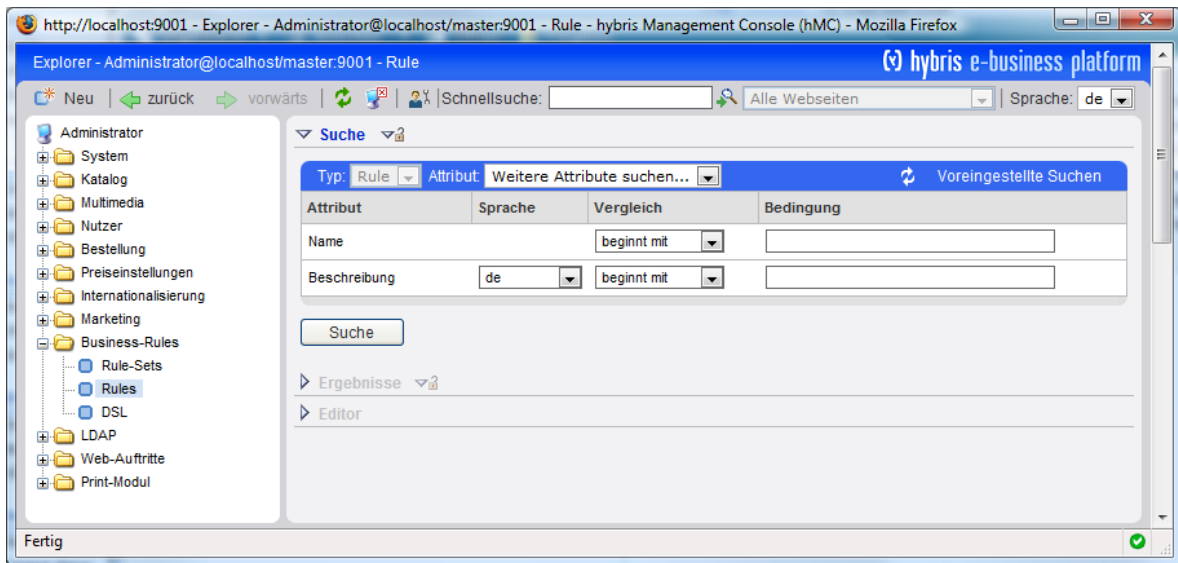 http://localhost:9001 - Explorer - Administrator@localhost/master:9001 - Rule - hybris Management Console (hMC) - Mozilla Firefox
Explorer - Administrator@localhost/master:9001 - Rule
hybris e-business platform
Neu zurück vorwärts Schnellsuche: Alle Webseiten Sprache: de
Administrator
System
Katalog
Multimedia
Nutzer
Bestellung
Preiseinstellungen
Internationalisierung
Marketing
Business-Rules
Rule-Sets
Rules
DSL
LDAP
Web-Auftritte
Print-Modul
Suche
Typ: Rule Attribut: Weitere Attribute suchen... Voreingestellte Suchen
Attribut Sprache Vergleich Bedingung
Name beginnt mit
Beschreibung de beginnt mit
Suche
Ergebnisse
Editor
Fertig